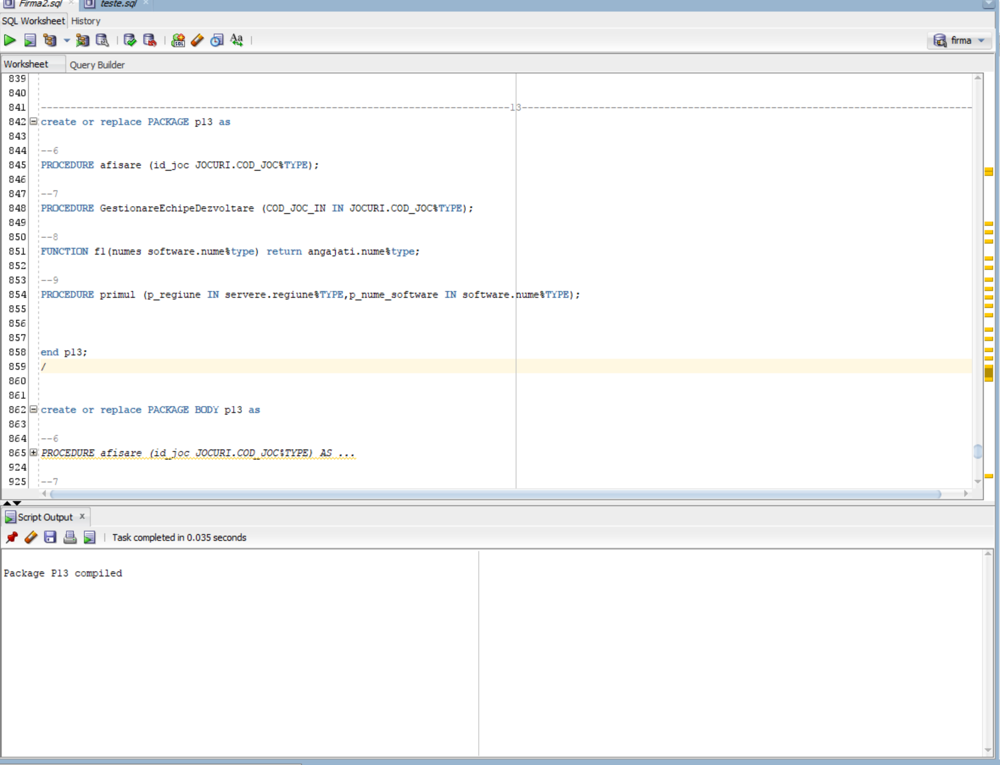 Firma2.sql × teste.sql ×
SQL Worksheet History
firma
Worksheet Query Builder
839
840
841 -------------------------------------------------------------------------------13----------------------------------------------------------------------------
842 create or replace PACKAGE p13 as
843
844 --6
845 PROCEDURE afisare (id_joc JOCURI.COD_JOC%TYPE);
846
847 --7
848 PROCEDURE GestionareEchipeDezvoltare (COD_JOC_IN IN JOCURI.COD_JOC%TYPE);
849
850 --8
851 FUNCTION f1(numes software.nume%type) return angajati.nume%type;
852
853 --9
854 PROCEDURE primul (p_regiune IN servere.regiune%TYPE,p_nume_software IN software.nume%TYPE);
855
856
857
858 end p13;
859 /
860
861
862 create or replace PACKAGE BODY p13 as
863
864 --6
865 PROCEDURE afisare (id_joc JOCURI.COD_JOC%TYPE) AS ...
924
925 --7
Script Output x
Task completed in 0.035 seconds
Package P13 compiled